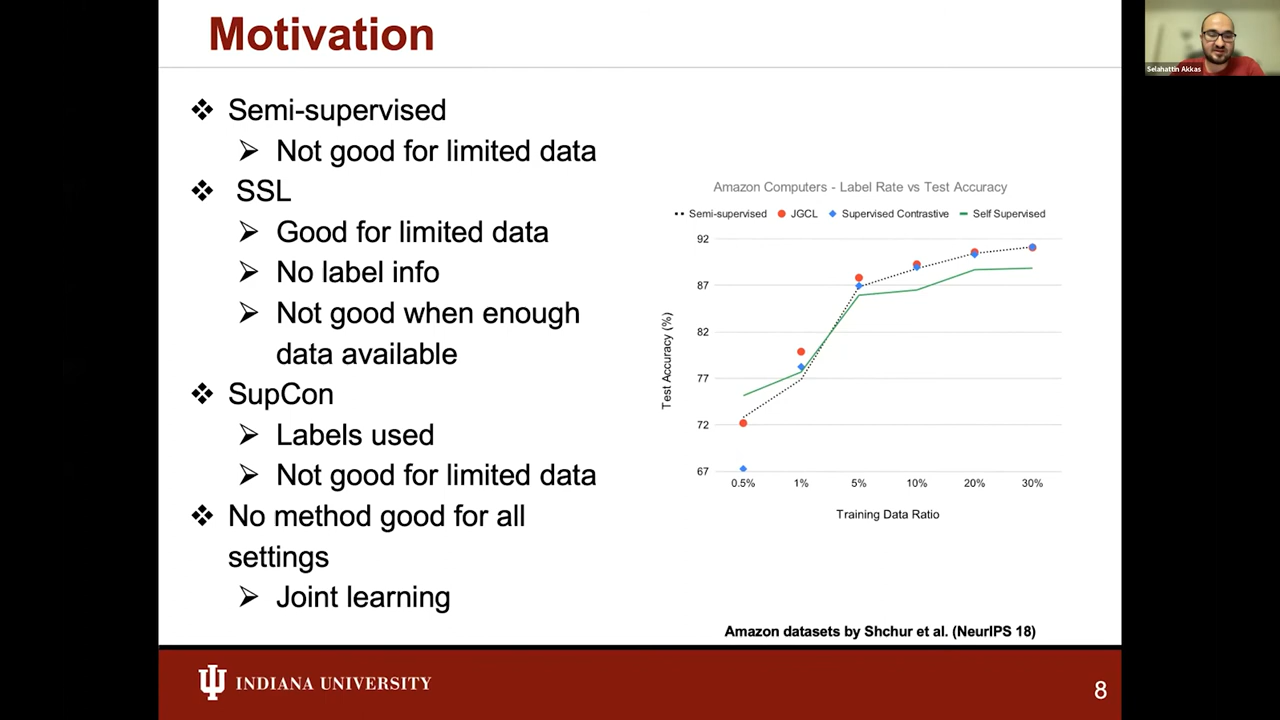 Motivation
❖ Semi-supervised
➢ Not good for limited data
❖ SSL
➢ Good for limited data
➢ No label info
➢ Not good when enough
data available
❖ SupCon
➢ Labels used
➢ Not good for limited data
❖ No method good for all
settings
➢ Joint learning
Amazon Computers - Label Rate vs Test Accuracy
Semi-supervised JGCL Supervised Contrastive Self Supervised
Test Accuracy (%)
92
87
82
77
72
67
0.5% 1% 5% 10% 20% 30%
Training Data Ratio
Amazon datasets by Shchur et al. (NeurIPS 18)
INDIANA UNIVERSITY
8
Selahattin Akkas